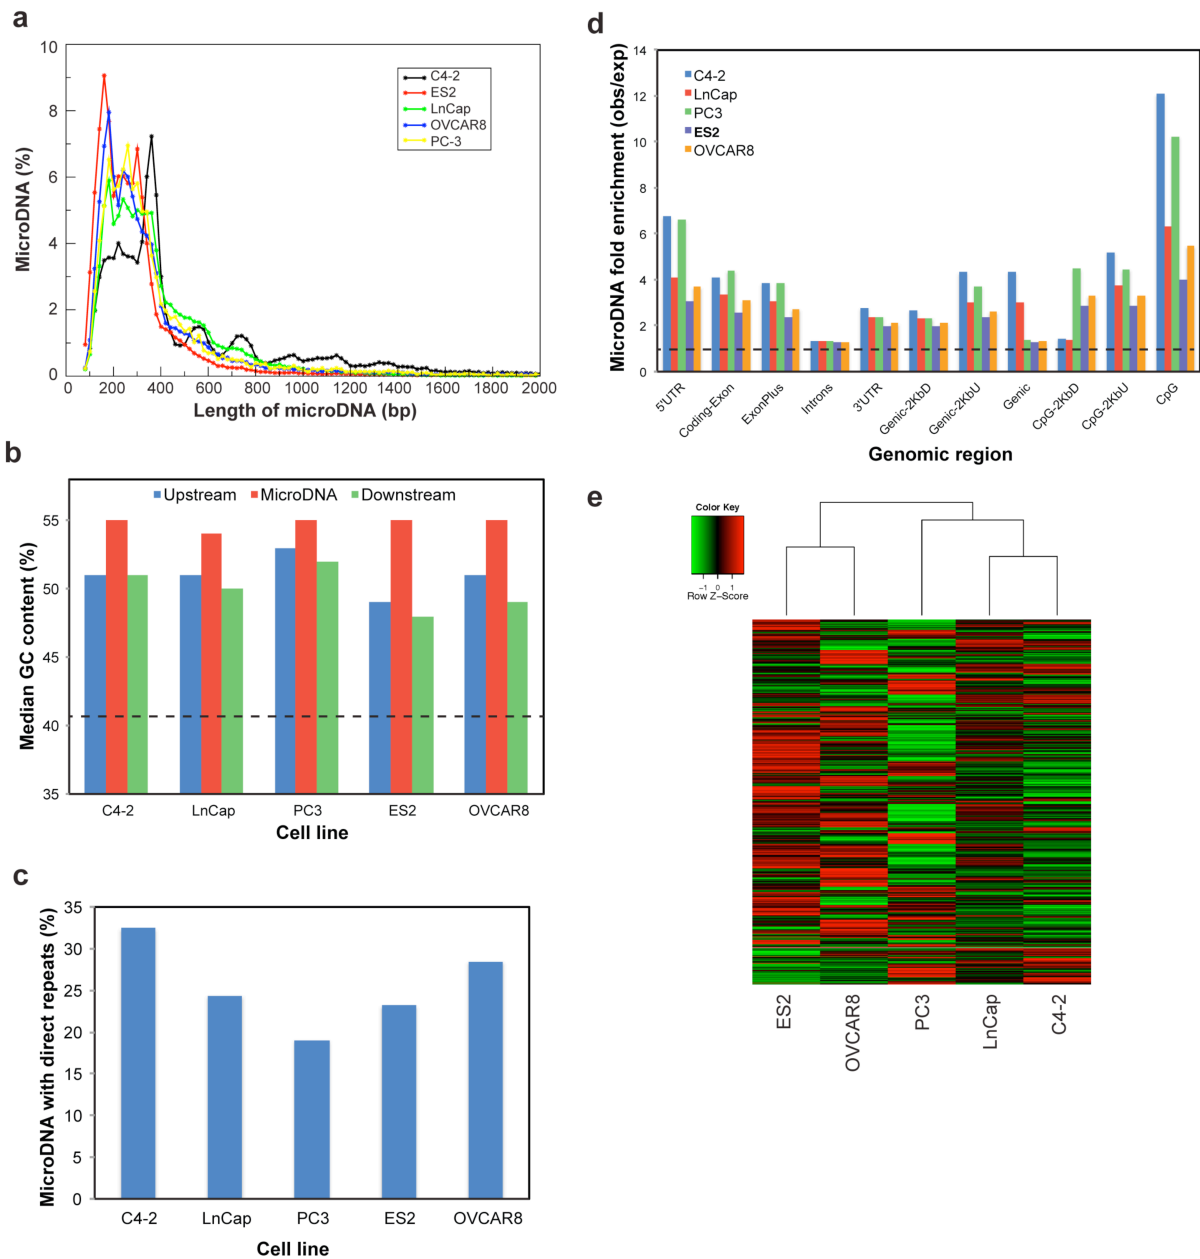 a
10
8
6
4
2
0
MicroDNA (%)
C4-2
ES2
LnCap
OVCAR8
PC-3
0 200 400 600 800 1000 1200 1400 1600 1800 2000
Length of microDNA (bp)
b
Upstream MicroDNA Downstream
55
50
45
40
35
Median GC content (%)
C4-2 LnCap PC3 ES2 OVCAR8
Cell line
c
35
30
25
20
15
10
5
0
MicroDNA with direct repeats (%)
C4-2 LnCap PC3 ES2 OVCAR8
Cell line
d
14
12
10
8
6
4
2
0
MicroDNA fold enrichment (obs/exp)
C4-2
LnCap
PC3
ES2
OVCAR8
5'UTR Coding-Exon ExonPlus Introns 3'UTR Genic-2KbD Genic-2KbU Genic CpG-2KbD CpG-2KbU CpG
Genomic region
e
Color Key
-1 0 1
Row Z-Score
ES2 OVCAR8 PC3 LnCap C4-2